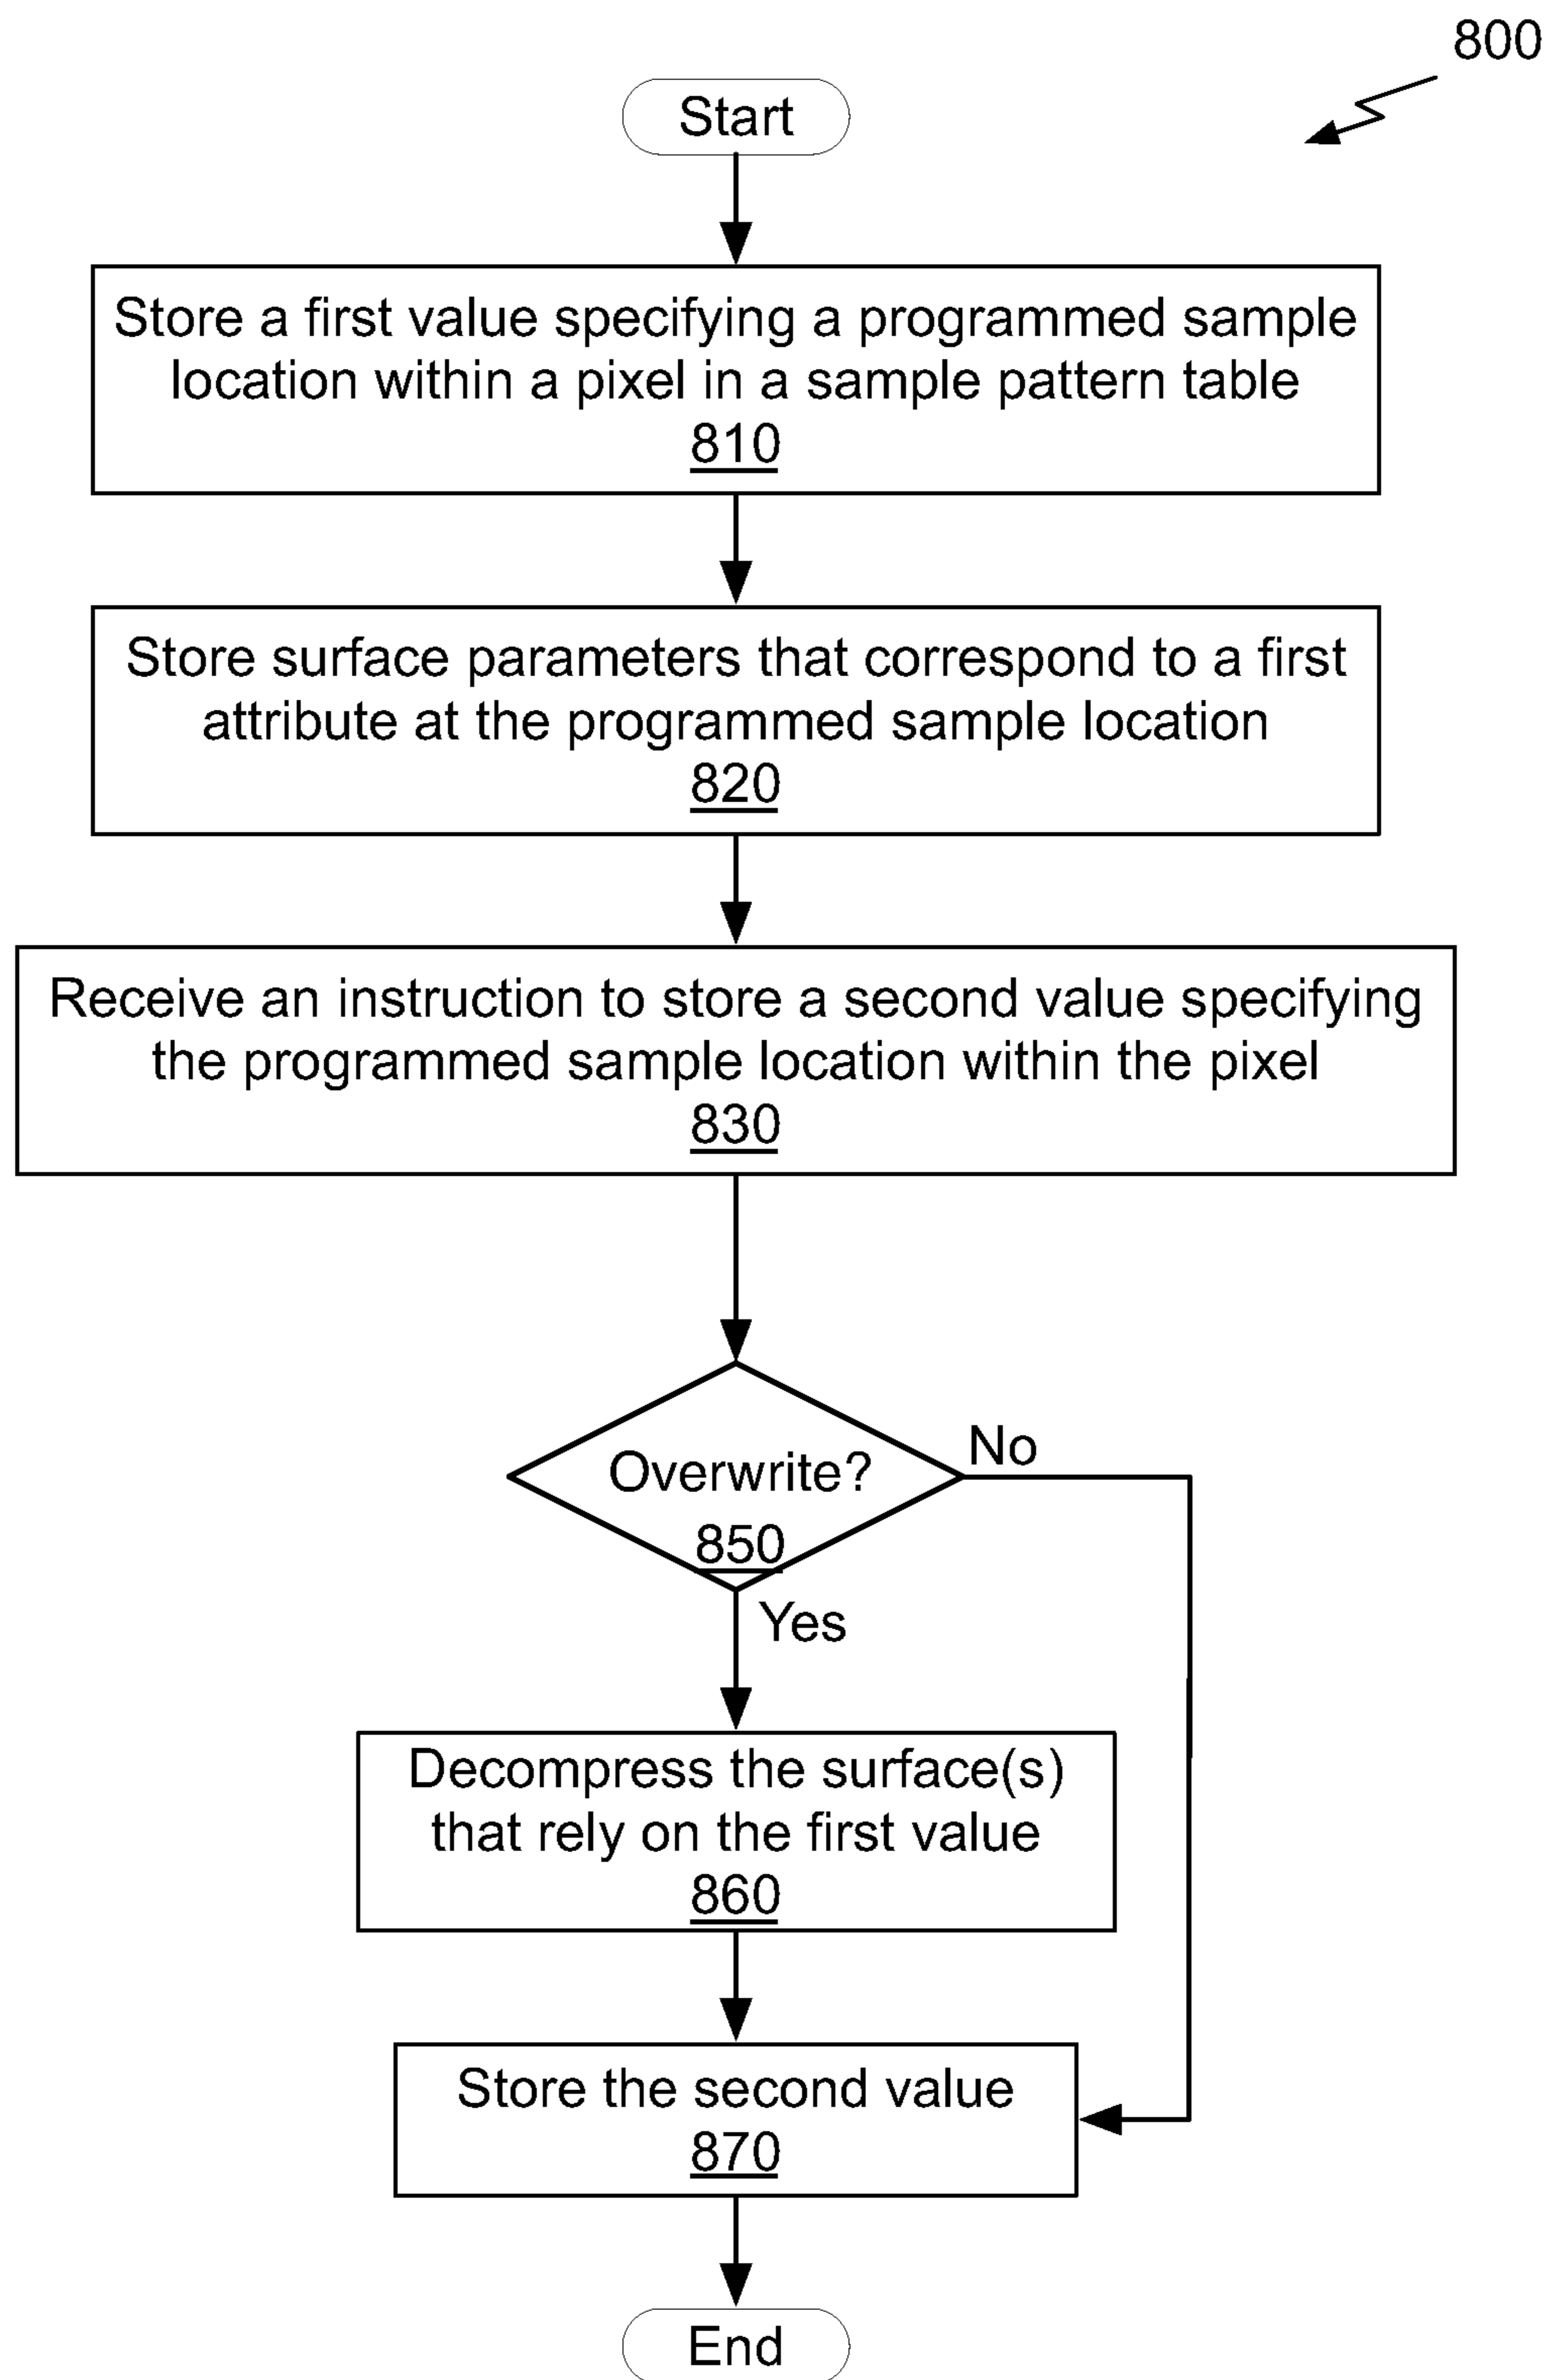 800
Start
Store a first value specifying a programmed sample
location within a pixel in a sample pattern table
810
Store surface parameters that correspond to a first
attribute at the programmed sample location
820
Receive an instruction to store a second value specifying
the programmed sample location within the pixel
830
Overwrite?
850
No
Yes
Decompress the surface(s)
that rely on the first value
860
Store the second value
870
End